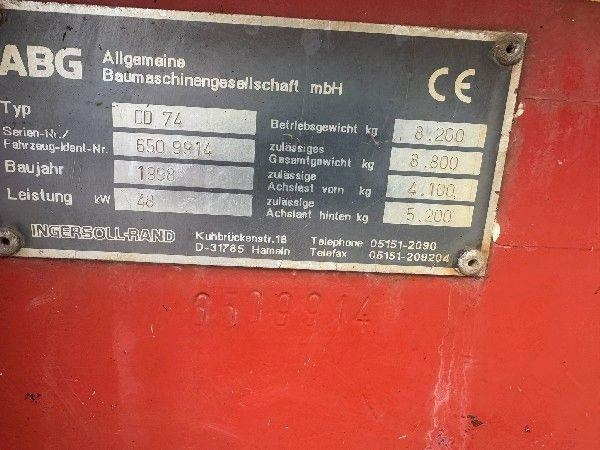 ABG Allgemeine
Baumaschinengesellschaft mbH
CE
Typ DD 74
Serien-Nr./
Fahrzeug-Ident-Nr. 650 9914
Baujahr 1998
Leistung kW 48
Betriebsgewicht kg 8.200
zulässiges
Gesamtgewicht kg 8.800
zulässige
Achslast vorn kg 4.100
zulässige
Achslast hinten kg 5.200
INGERSOLL-RAND
Kuhbrückenstr.18
D-31785 Hameln
Telephone 05151-2090
Telefax 05151-209204
6509914